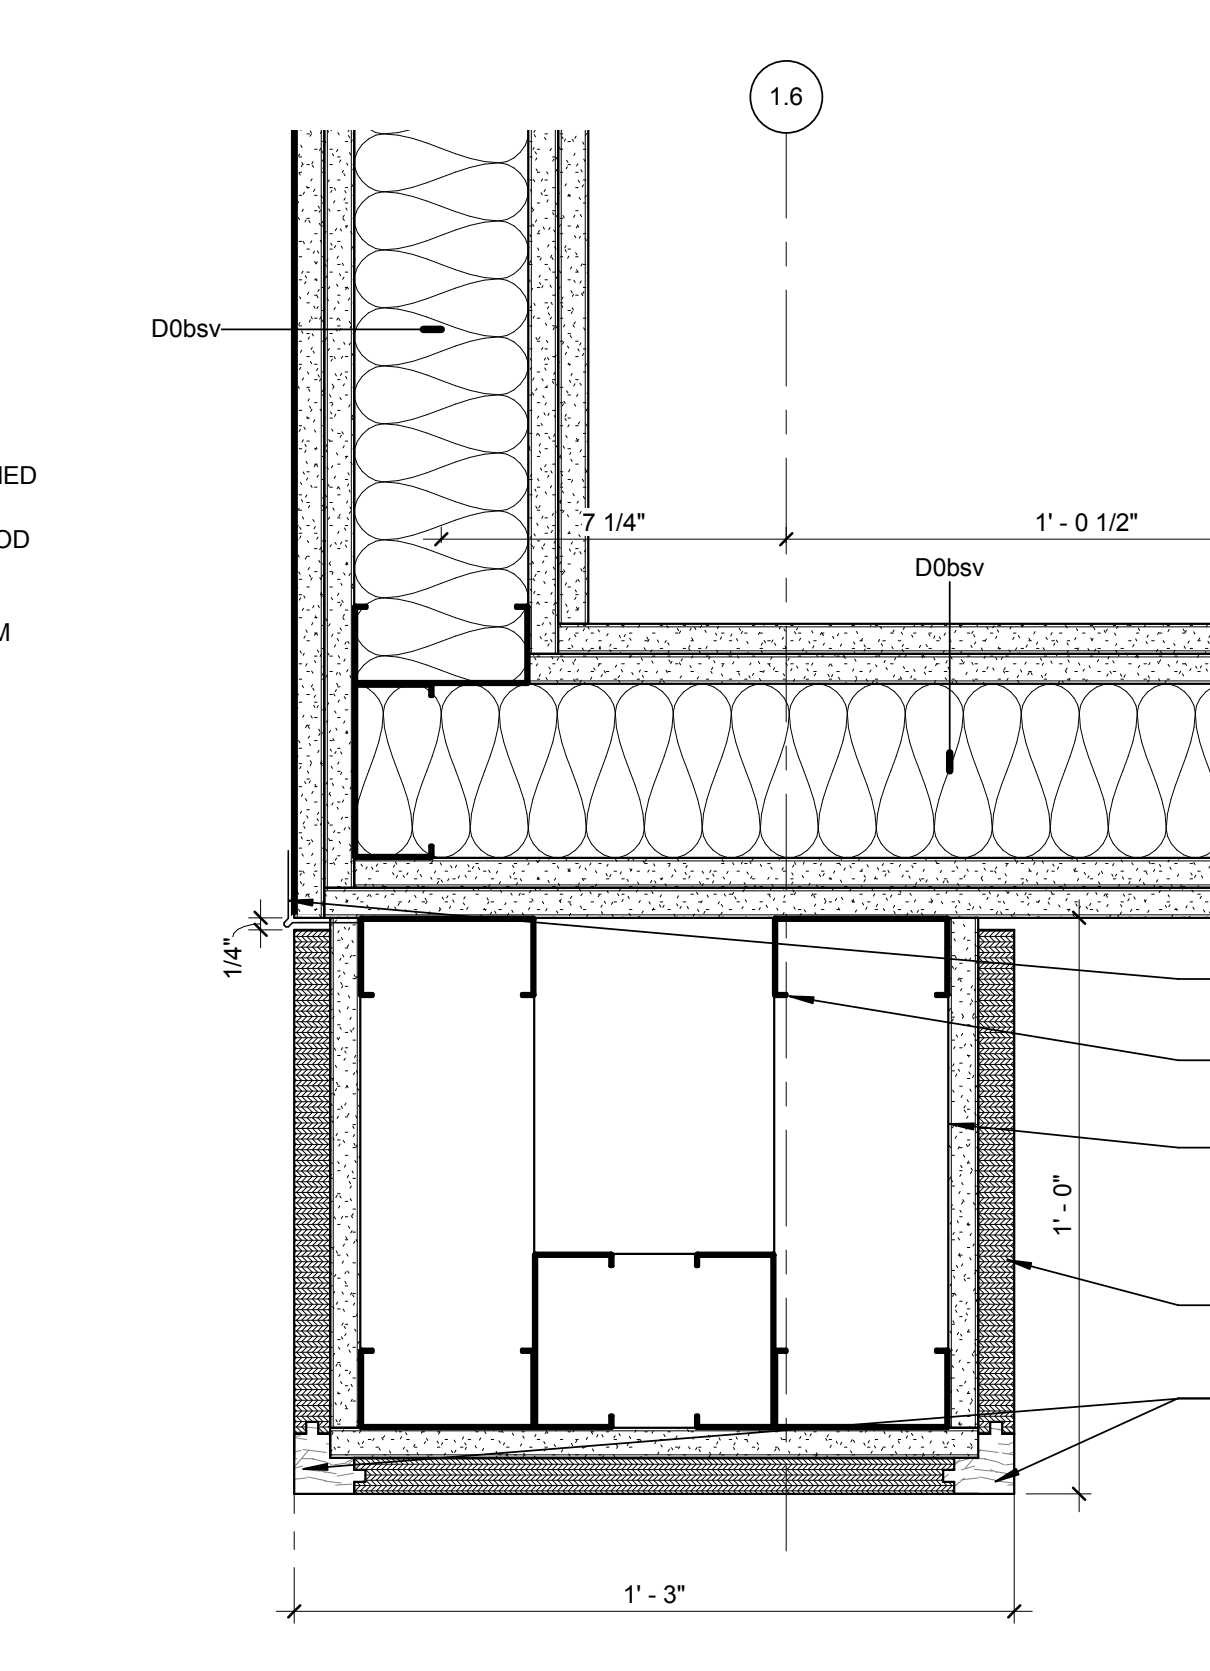 1.6
D0bsv
IED
OD
M
7 1/4"
1' - 0 1/2"
D0bsv
1/4"
1' - 0"
1' - 3"